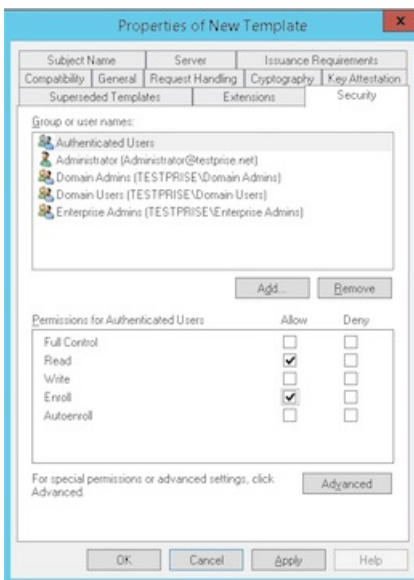 Properties of New Template
x
Subject Name Server Issuance Requirements
Compatibility General Request Handling Cryptography Key Attestation
Superseded Templates Extensions Security
Group or user names:
Authenticated Users
Administrator (Administrator@testprise.net)
Domain Admins (TESTPRISE\Domain Admins)
Domain Users (TESTPRISE\Domain Users)
Enterprise Admins (TESTPRISE\Enterprise Admins)
Add... Remove
Permissions for Authenticated Users Allow Deny
Full Control
Read
Write
Enroll
Autoenroll
For special permissions or advanced settings, click
Advanced.
Advanced
OK Cancel Apply Help